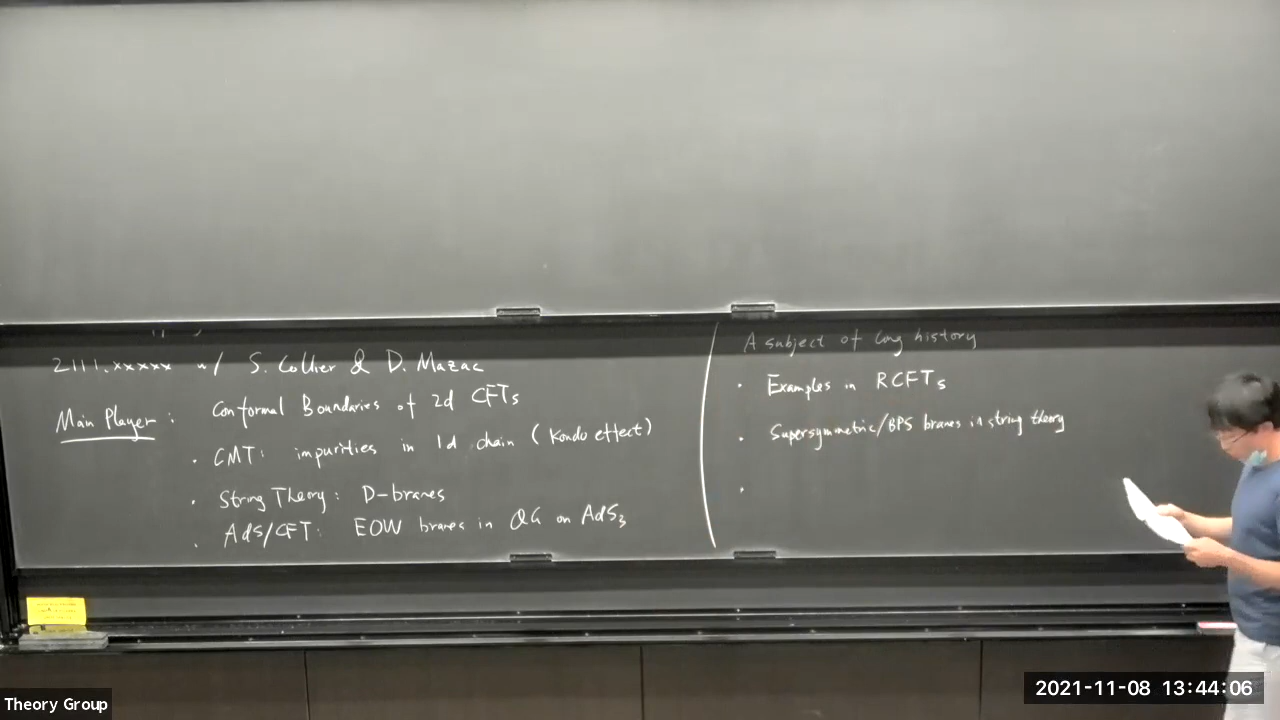 2111.xxxxx w/ S. Collier & D. Mazac
Main Player: Conformal Boundaries of 2d CFTs
• CMT: impurities in 1d chain (Kondo effect)
• String Theory: D-branes
• AdS/CFT: EOW branes in QG on AdS3
A subject of long history
• Examples in RCFTs
• Supersymmetric/BPS branes in string theory
•
Theory Group
2021-11-08 13:44:06